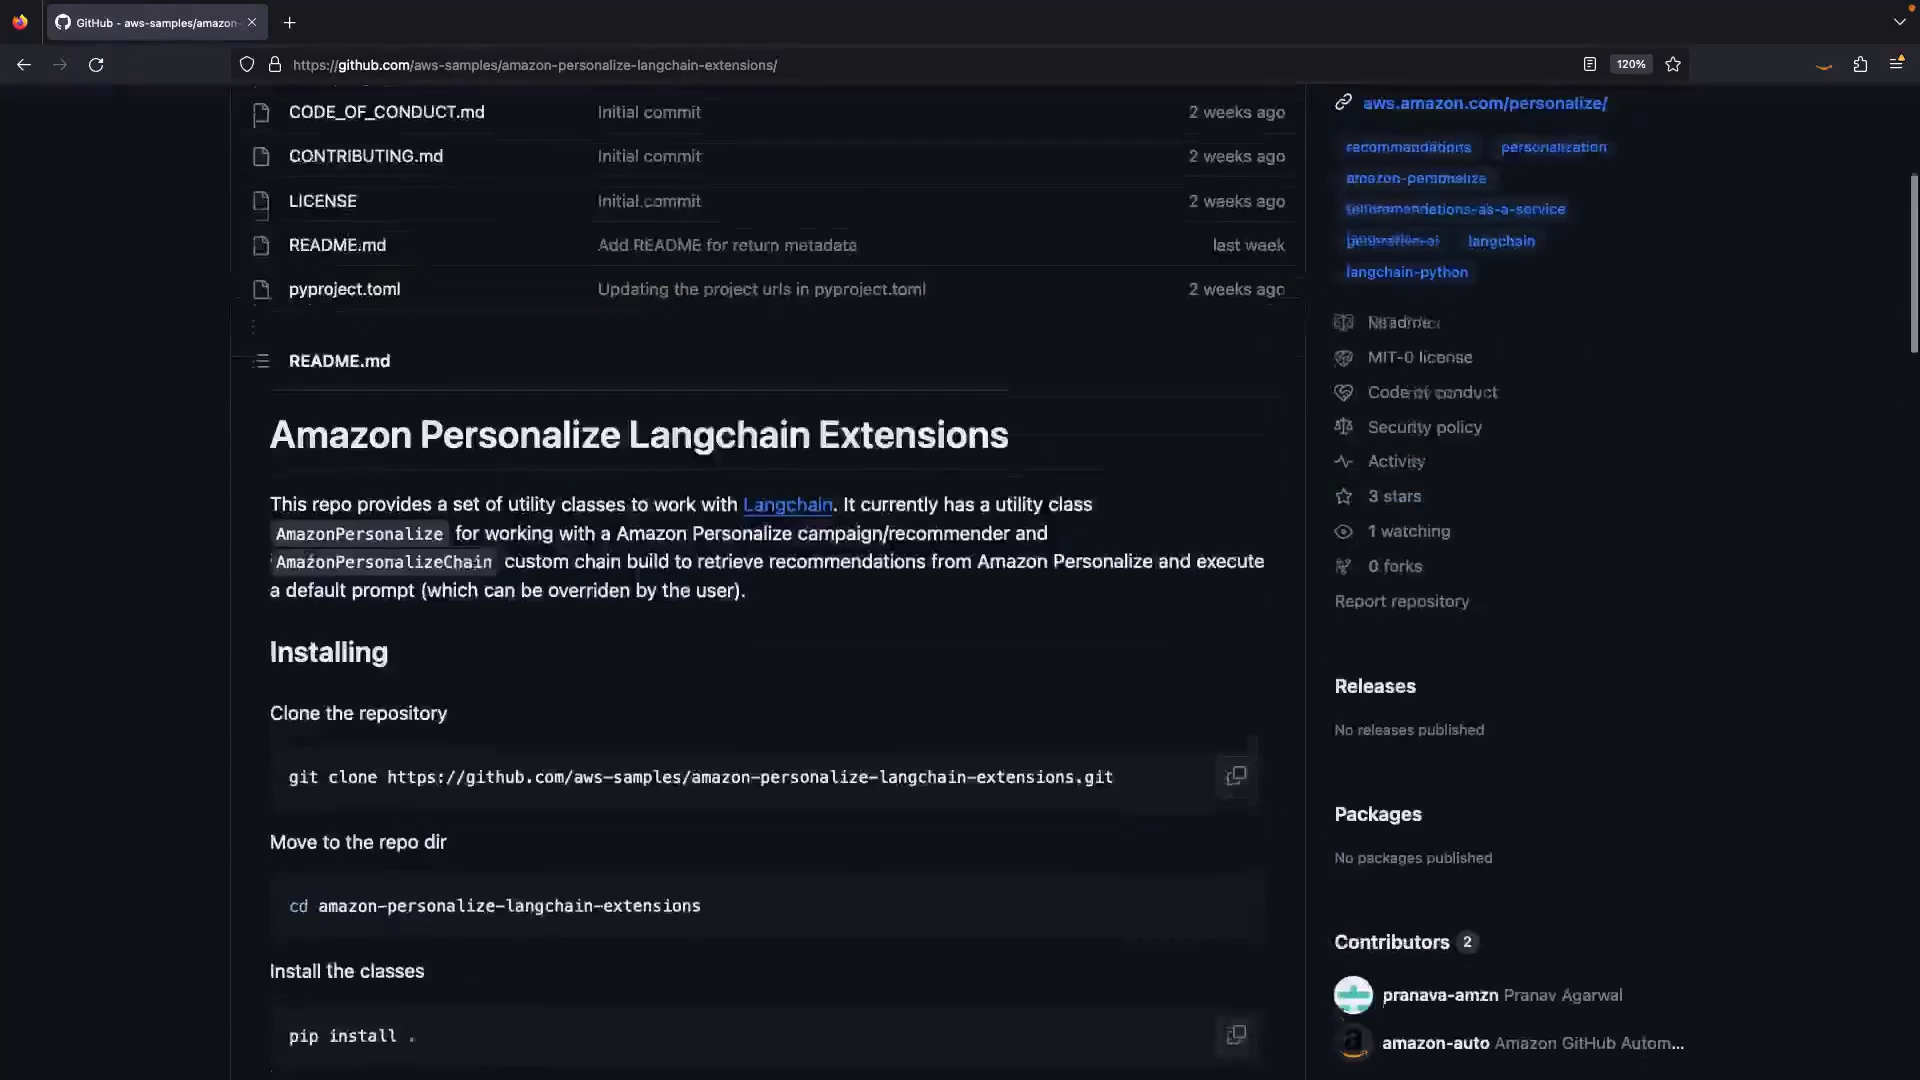 GitHub - aws-samples/amazon-
https://github.com/aws-samples/amazon-personalize-langchain-extensions/
120%
CODE_OF_CONDUCT.md Initial commit 2 weeks ago
CONTRIBUTING.md Initial commit 2 weeks ago
LICENSE Initial commit 2 weeks ago
README.md Add README for return metadata last week
pyproject.toml Updating the project urls in pyproject.toml 2 weeks ago
README.md
Amazon Personalize Langchain Extensions
This repo provides a set of utility classes to work with Langchain. It currently has a utility class
AmazonPersonalize for working with a Amazon Personalize campaign/recommender and
AmazonPersonalizeChain custom chain build to retrieve recommendations from Amazon Personalize and execute
a default prompt (which can be overriden by the user).
Installing
Clone the repository
git clone https://github.com/aws-samples/amazon-personalize-langchain-extensions.git
Move to the repo dir
cd amazon-personalize-langchain-extensions
Install the classes
pip install .
aws.amazon.com/personalize/
recommendations personalization
amazon-personalize
langchain
langchain-python
Readme
MIT-0 license
Code of conduct
Security policy
Activity
3 stars
1 watching
0 forks
Report repository
Releases
No releases published
Packages
No packages published
Contributors 2
pranava-amzn Pranav Agarwal
amazon-auto Amazon GitHub Autom...